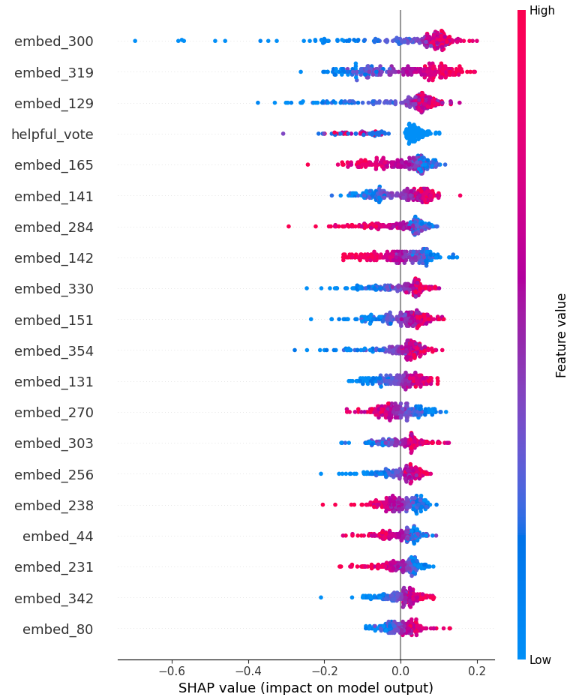 High
embed_300
embed_319
embed_129
helpful_vote
embed_165
embed_141
embed_284
embed_142
embed_330
embed_151
embed_354
embed_131
embed_270
embed_303
embed_256
embed_238
embed_44
embed_231
embed_342
embed_80
Feature value
Low
−0.6 −0.4 −0.2 0.0 0.2
SHAP value (impact on model output)